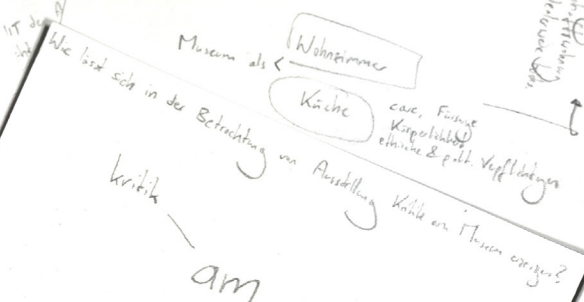 Museum als < Wohnzimmer
Küche
care, Fürsorge
Körperlichkeit
ethische & polit. Verpflichtungen
Wie lässt sich in der Betrachtung von Ausstellung Kritik am Museum erzeigen?
kritik
am